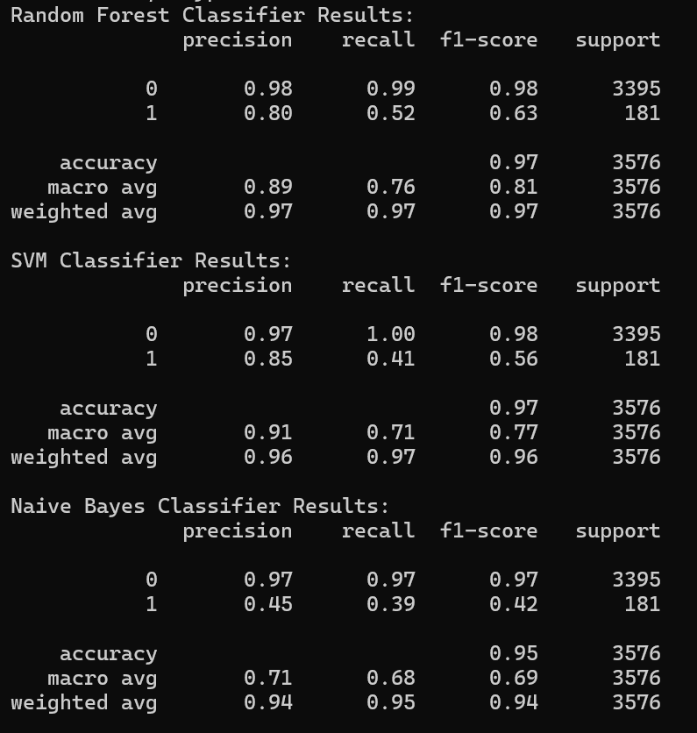 Random Forest Classifier Results:
precision recall f1-score support
0 0.98 0.99 0.98 3395
1 0.80 0.52 0.63 181
accuracy 0.97 3576
macro avg 0.89 0.76 0.81 3576
weighted avg 0.97 0.97 0.97 3576
SVM Classifier Results:
precision recall f1-score support
0 0.97 1.00 0.98 3395
1 0.85 0.41 0.56 181
accuracy 0.97 3576
macro avg 0.91 0.71 0.77 3576
weighted avg 0.96 0.97 0.96 3576
Naive Bayes Classifier Results:
precision recall f1-score support
0 0.97 0.97 0.97 3395
1 0.45 0.39 0.42 181
accuracy 0.95 3576
macro avg 0.71 0.68 0.69 3576
weighted avg 0.94 0.95 0.94 3576